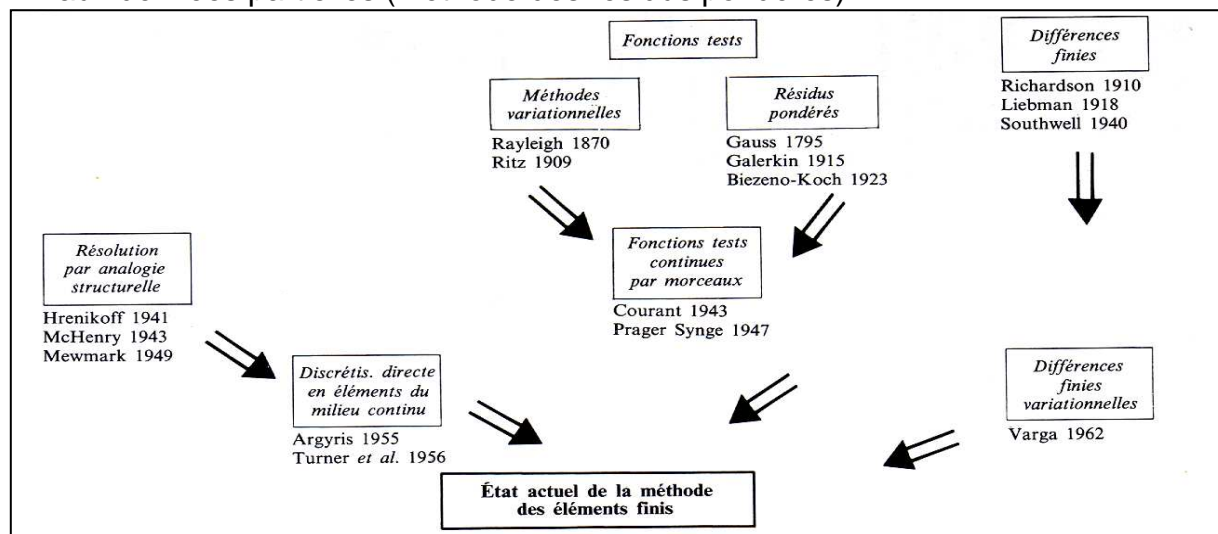 Fonctions tests
Différences
finies
Richardson 1910
Liebman 1918
Southwell 1940
Méthodes
variationnelles
Rayleigh 1870
Ritz 1909
Résidus
pondérés
Gauss 1795
Galerkin 1915
Biezeno-Koch 1923
Résolution
par analogie
structurelle
Hrenikoff 1941
McHenry 1943
Mewmark 1949
Fonctions tests
continues
par morceaux
Courant 1943
Prager Synge 1947
Discrétis. directe
en éléments du
milieu continu
Argyris 1955
Turner et al. 1956
Différences
finies
variationnelles
Varga 1962
État actuel de la méthode
des éléments finis